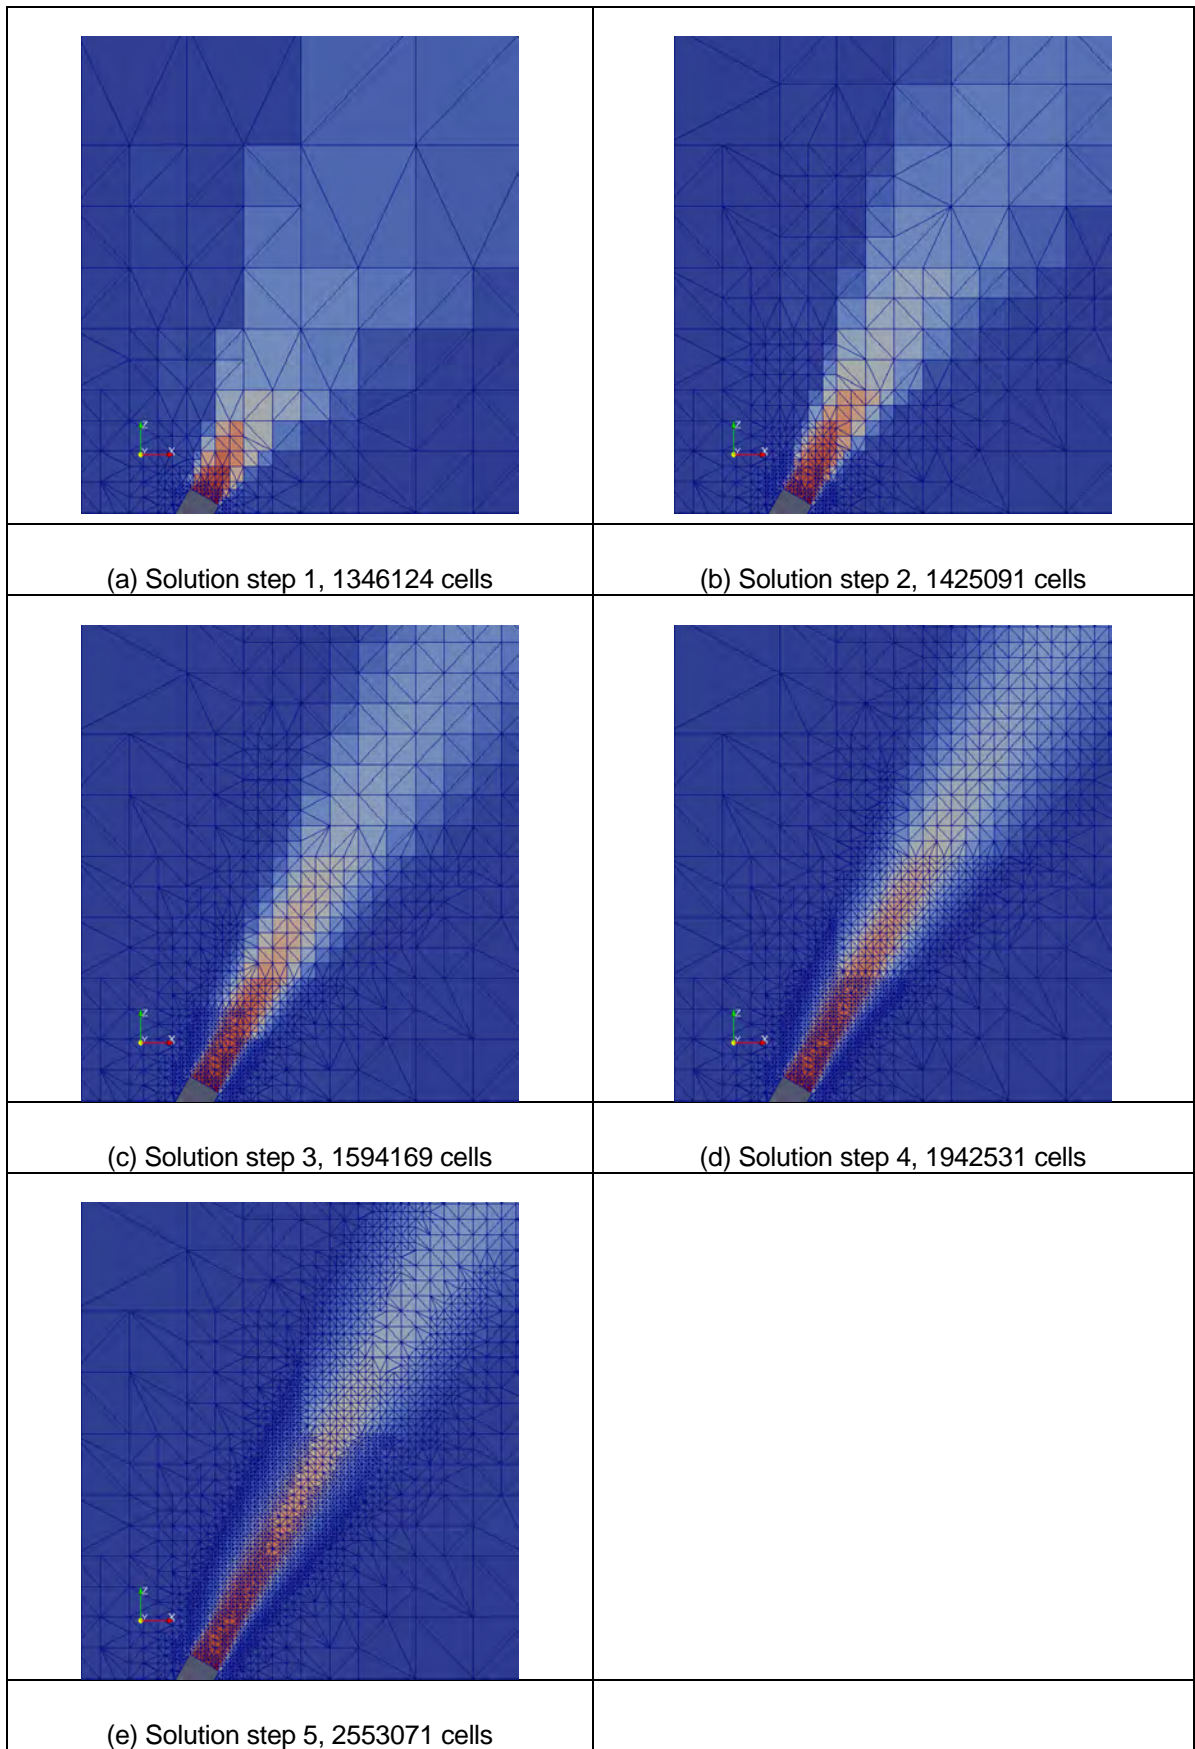 Z
Y X
Z
Y X
(a) Solution step 1, 1346124 cells
(b) Solution step 2, 1425091 cells
Z
Y X
Z
Y X
(c) Solution step 3, 1594169 cells
(d) Solution step 4, 1942531 cells
Z
Y X
(e) Solution step 5, 2553071 cells